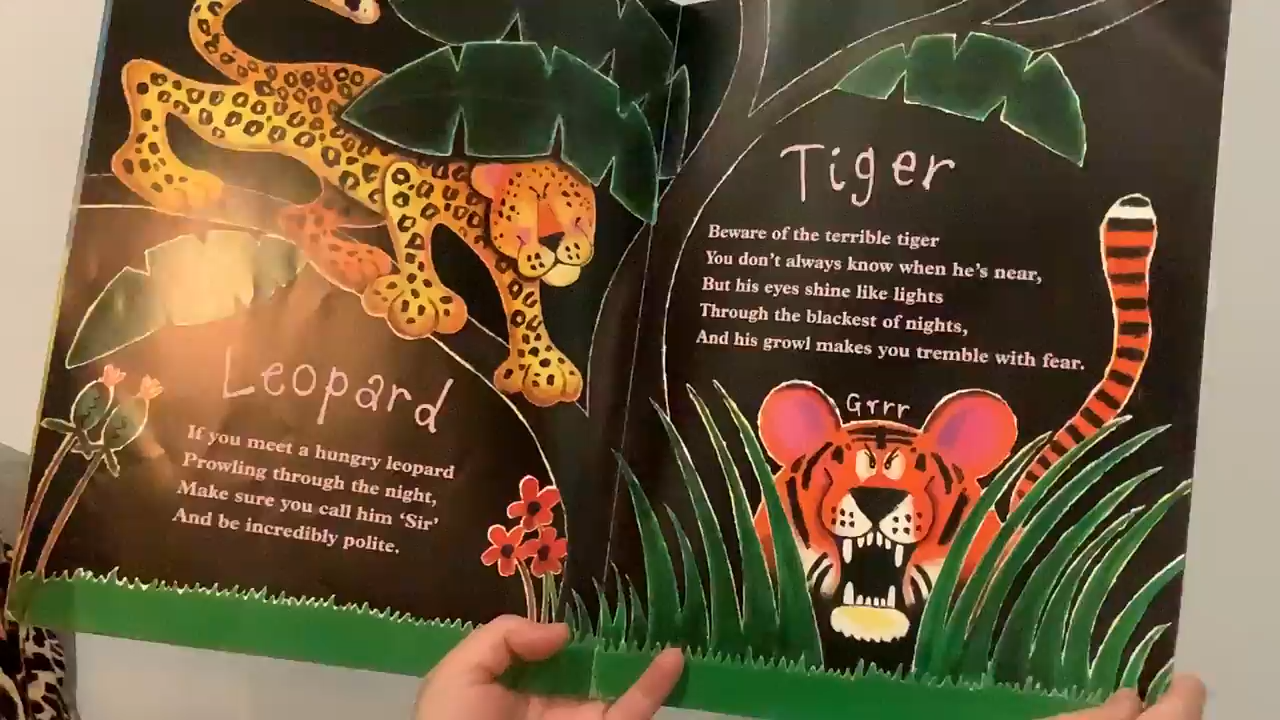 Leopard
If you meet a hungry leopard
Prowling through the night,
Make sure you call him ‘Sir’
And be incredibly polite.
Tiger
Beware of the terrible tiger
You don’t always know when he’s near,
But his eyes shine like lights
Through the blackest of nights,
And his growl makes you tremble with fear.
Grrr